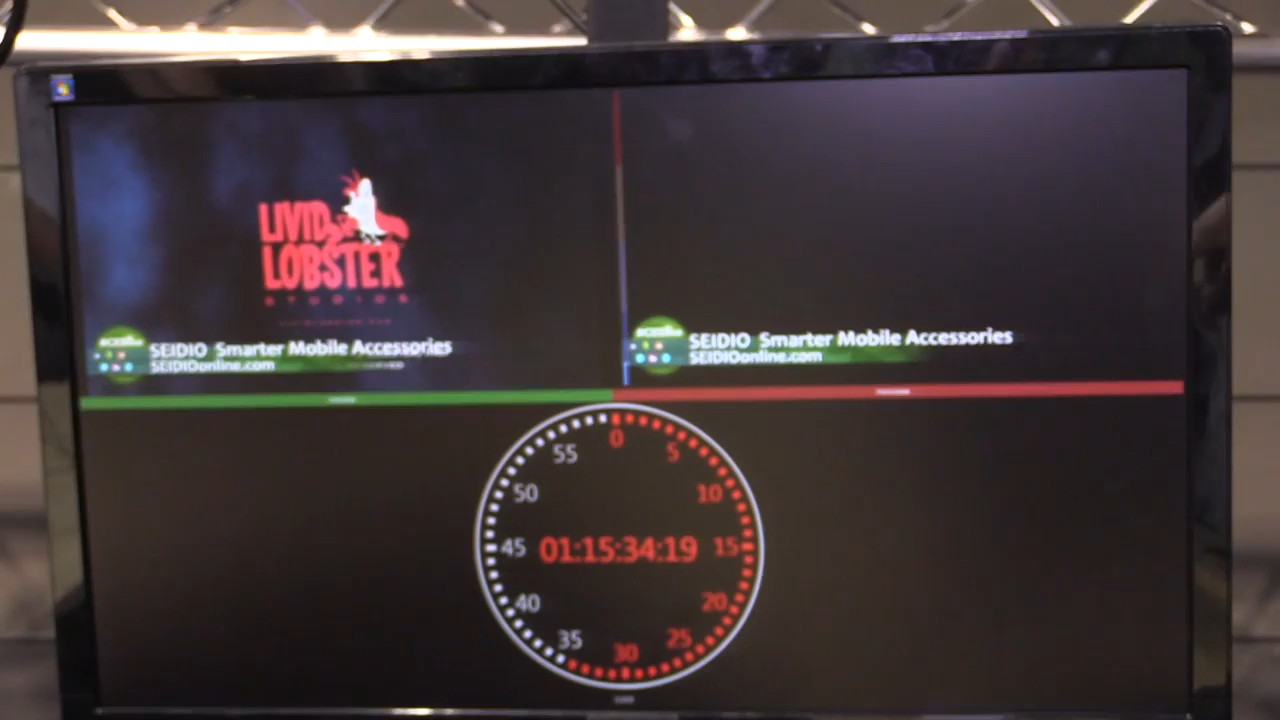 LIVID
LOBSTER
STUDIOS
SEIDIO Smarter Mobile Accessories
SEIDIOonline.com
SEIDIO Smarter Mobile Accessories
SEIDIOonline.com
0
55
5
50
10
45
01:15:34:19
15
40
20
35
25
30